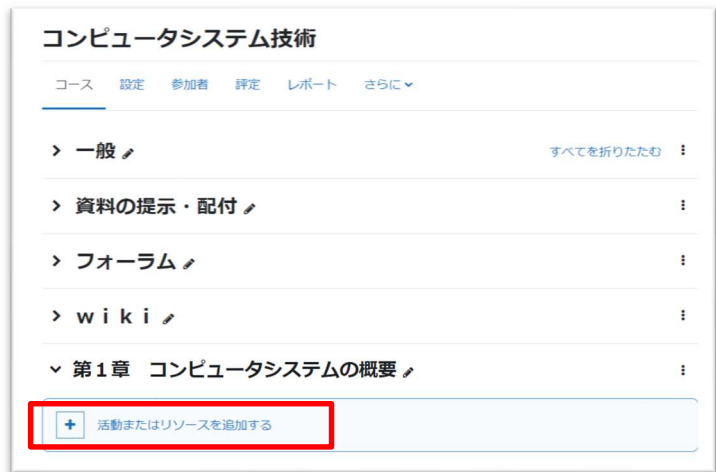 コンピュータシステム技術
コース 設定 参加者 評定 レポート さらに
一般 すべてを折りたたむ
資料の提示・配付
フォーラム
ｗｉｋｉ
第１章　コンピュータシステムの概要
+ 活動またはリソースを追加する